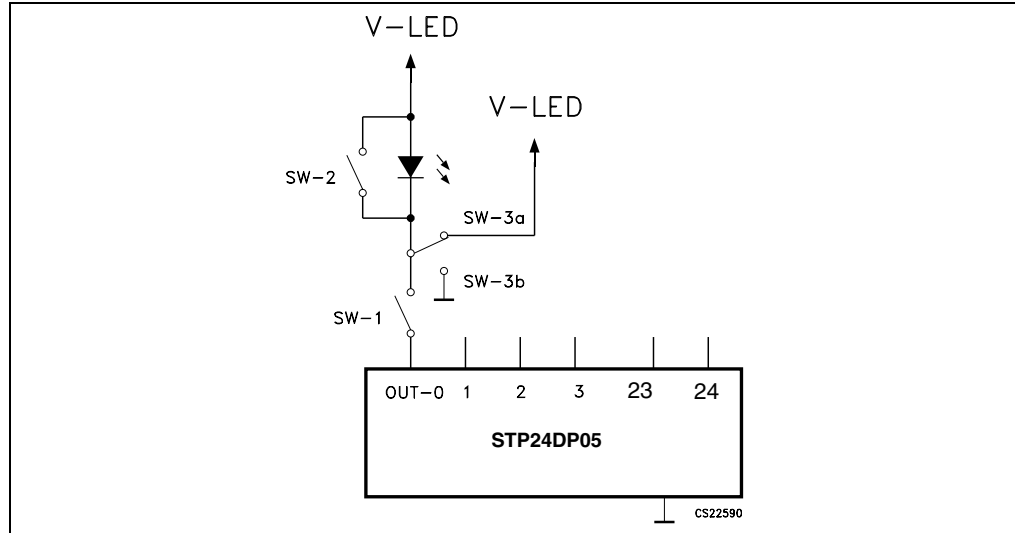 V-LED
V-LED
SW-2
SW-3a
SW-3b
SW-1
OUT-0 1 2 3 23 24
STP24DP05
CS22590